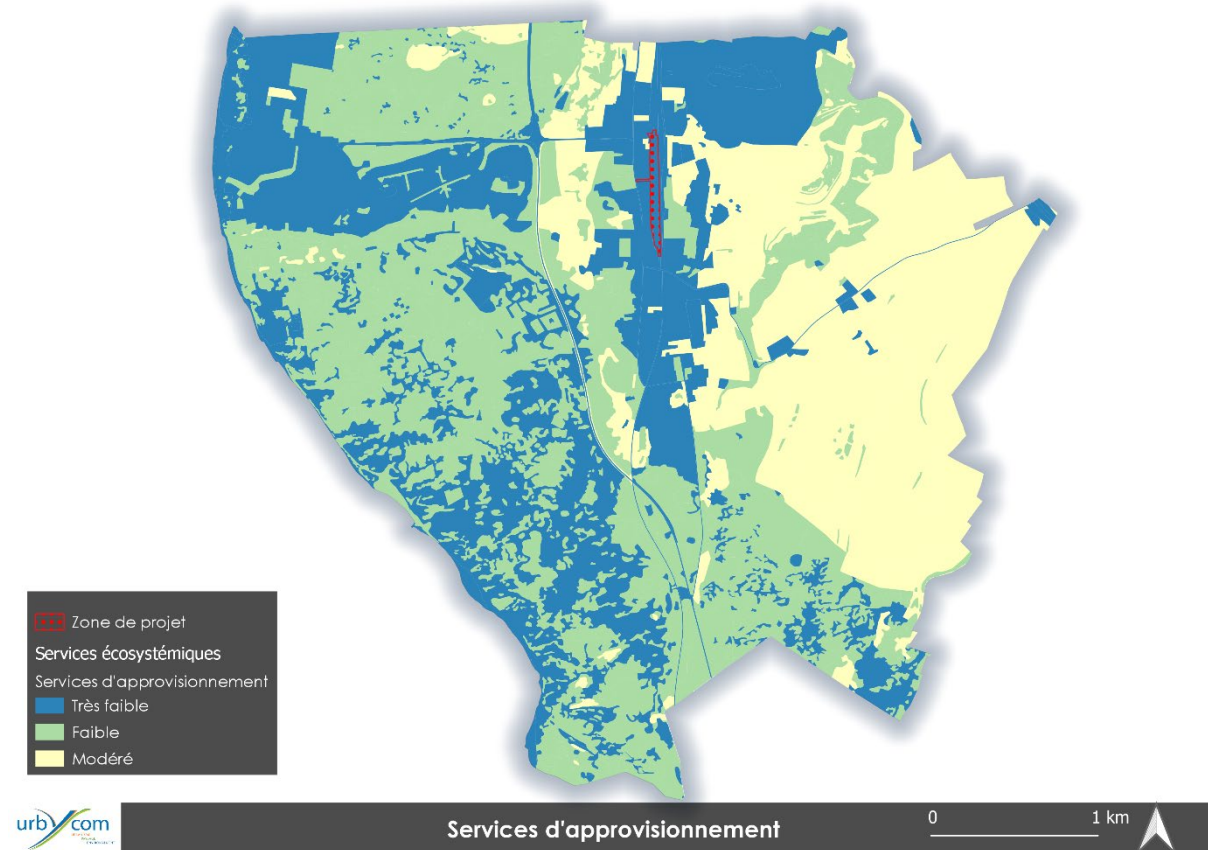 Zone de projet
Services écosystémiques
Services d'approvisionnement
Très faible
Faible
Modéré
urbycom
Services d'approvisionnement
0 1 km